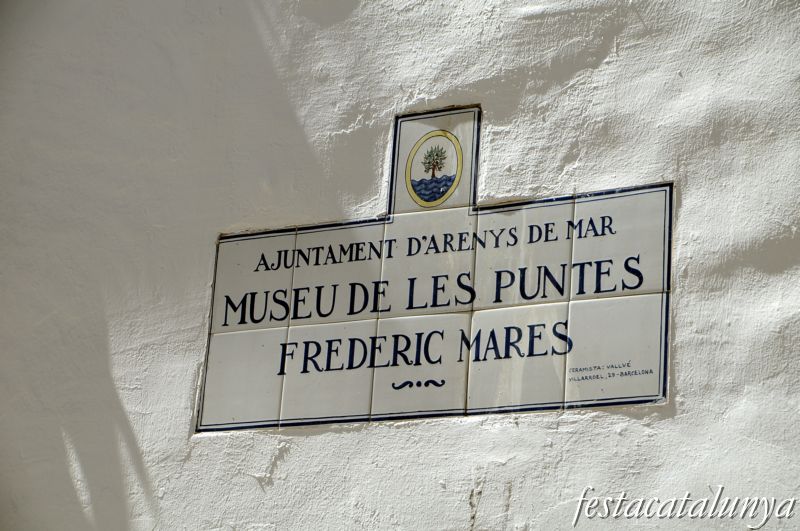 AJUNTAMENT D'ARENYS DE MAR
MUSEU DE LES PUNTES
FREDERIC MARES
CERAMISTA: VALLVÉ
VILLARROEL, 29-BARCELONA
festacatalunya